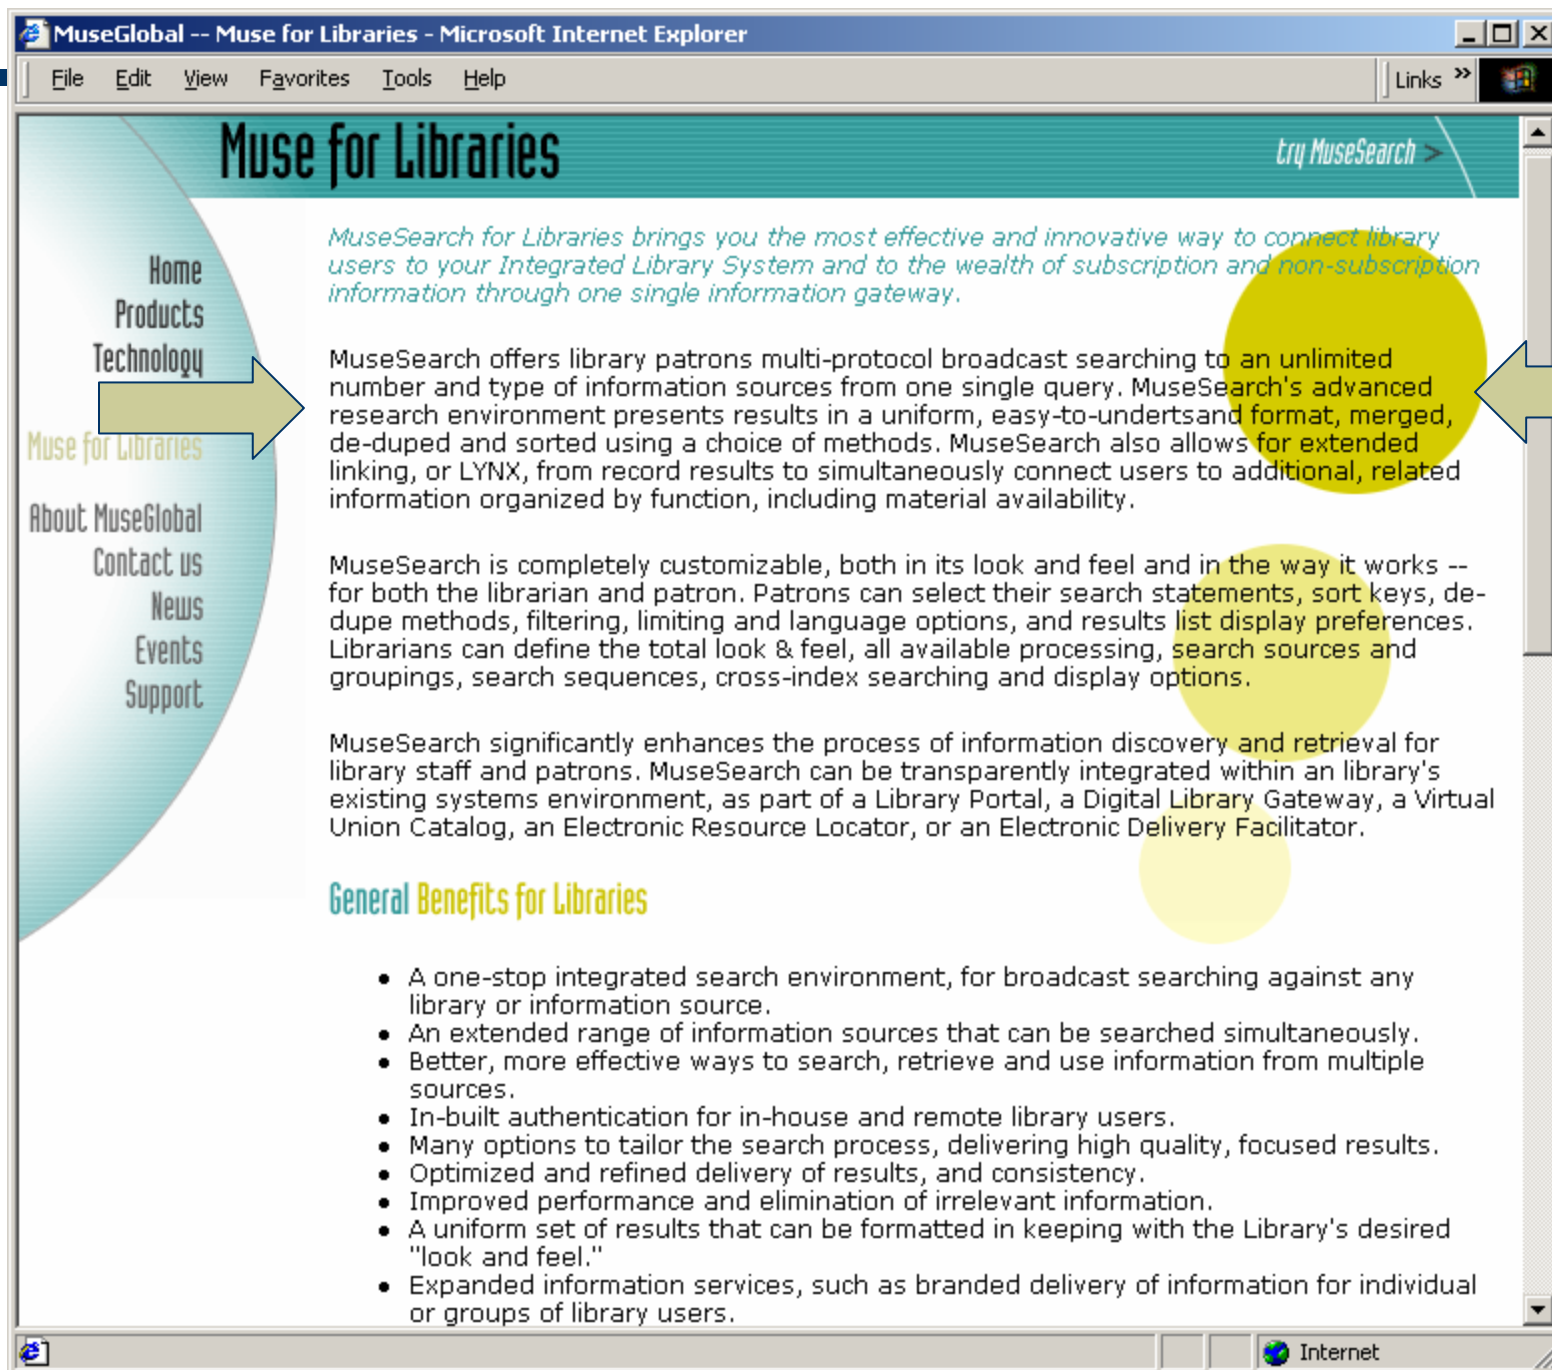 MuseGlobal -- Muse for Libraries - Microsoft Internet Explorer
File Edit View Favorites Tools Help Links »
Muse for Libraries
try MuseSearch >
Home
Products
Technology
Muse for Libraries
About MuseGlobal
Contact us
News
Events
Support
MuseSearch for Libraries brings you the most effective and innovative way to connect library
users to your Integrated Library System and to the wealth of subscription and non-subscription
information through one single information gateway.
MuseSearch offers library patrons multi-protocol broadcast searching to an unlimited
number and type of information sources from one single query. MuseSearch's advanced
research environment presents results in a uniform, easy-to-undertsand format, merged,
de-duped and sorted using a choice of methods. MuseSearch also allows for extended
linking, or LYNX, from record results to simultaneously connect users to additional, related
information organized by function, including material availability.
MuseSearch is completely customizable, both in its look and feel and in the way it works --
for both the librarian and patron. Patrons can select their search statements, sort keys, de-
dupe methods, filtering, limiting and language options, and results list display preferences.
Librarians can define the total look & feel, all available processing, search sources and
groupings, search sequences, cross-index searching and display options.
MuseSearch significantly enhances the process of information discovery and retrieval for
library staff and patrons. MuseSearch can be transparently integrated within an library's
existing systems environment, as part of a Library Portal, a Digital Library Gateway, a Virtual
Union Catalog, an Electronic Resource Locator, or an Electronic Delivery Facilitator.
General Benefits for Libraries
• A one-stop integrated search environment, for broadcast searching against any
library or information source.
• An extended range of information sources that can be searched simultaneously.
• Better, more effective ways to search, retrieve and use information from multiple
sources.
• In-built authentication for in-house and remote library users.
• Many options to tailor the search process, delivering high quality, focused results.
• Optimized and refined delivery of results, and consistency.
• Improved performance and elimination of irrelevant information.
• A uniform set of results that can be formatted in keeping with the Library's desired
"look and feel."
• Expanded information services, such as branded delivery of information for individual
or groups of library users.
Internet